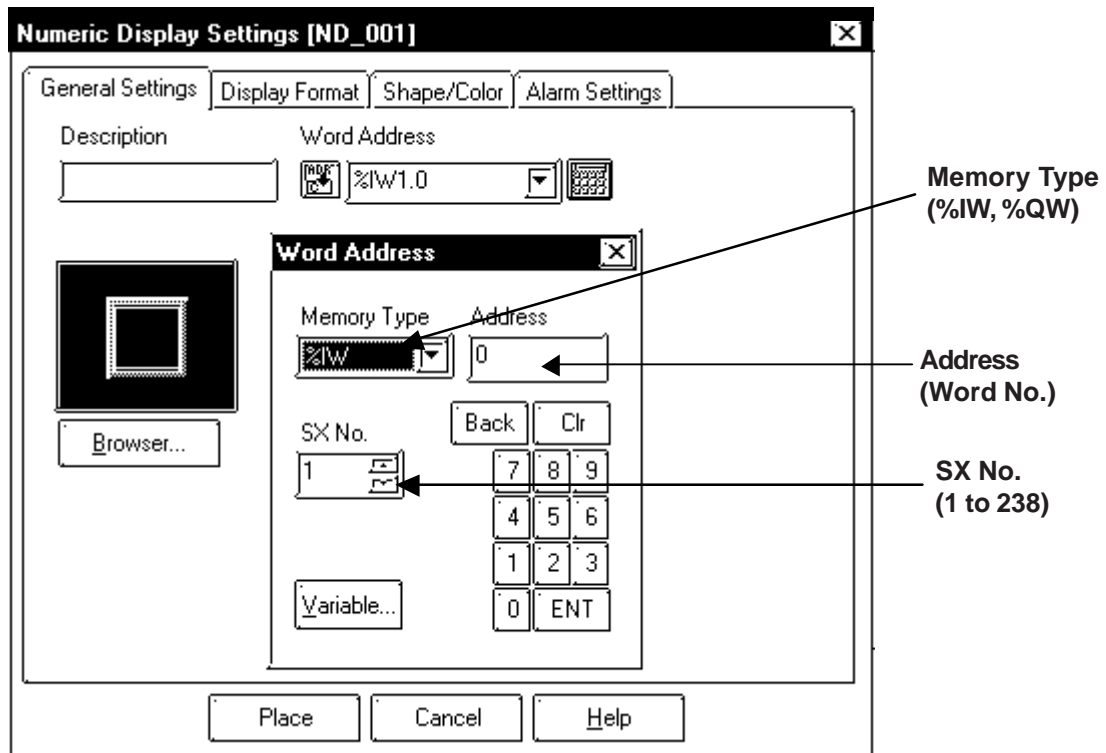 Numeric Display Settings [ND_001]
General Settings
Display Format
Shape/Color
Alarm Settings
Description
Word Address
%IW1.0
Memory Type
(%IW, %QW)
Word Address
Memory Type
Address
%IW
0
Address
(Word No.)
Browser...
SX No.
Back
Clr
1
7
8
9
SX No.
(1 to 238)
4
5
6
1
2
3
Variable...
0
ENT
Place
Cancel
Help